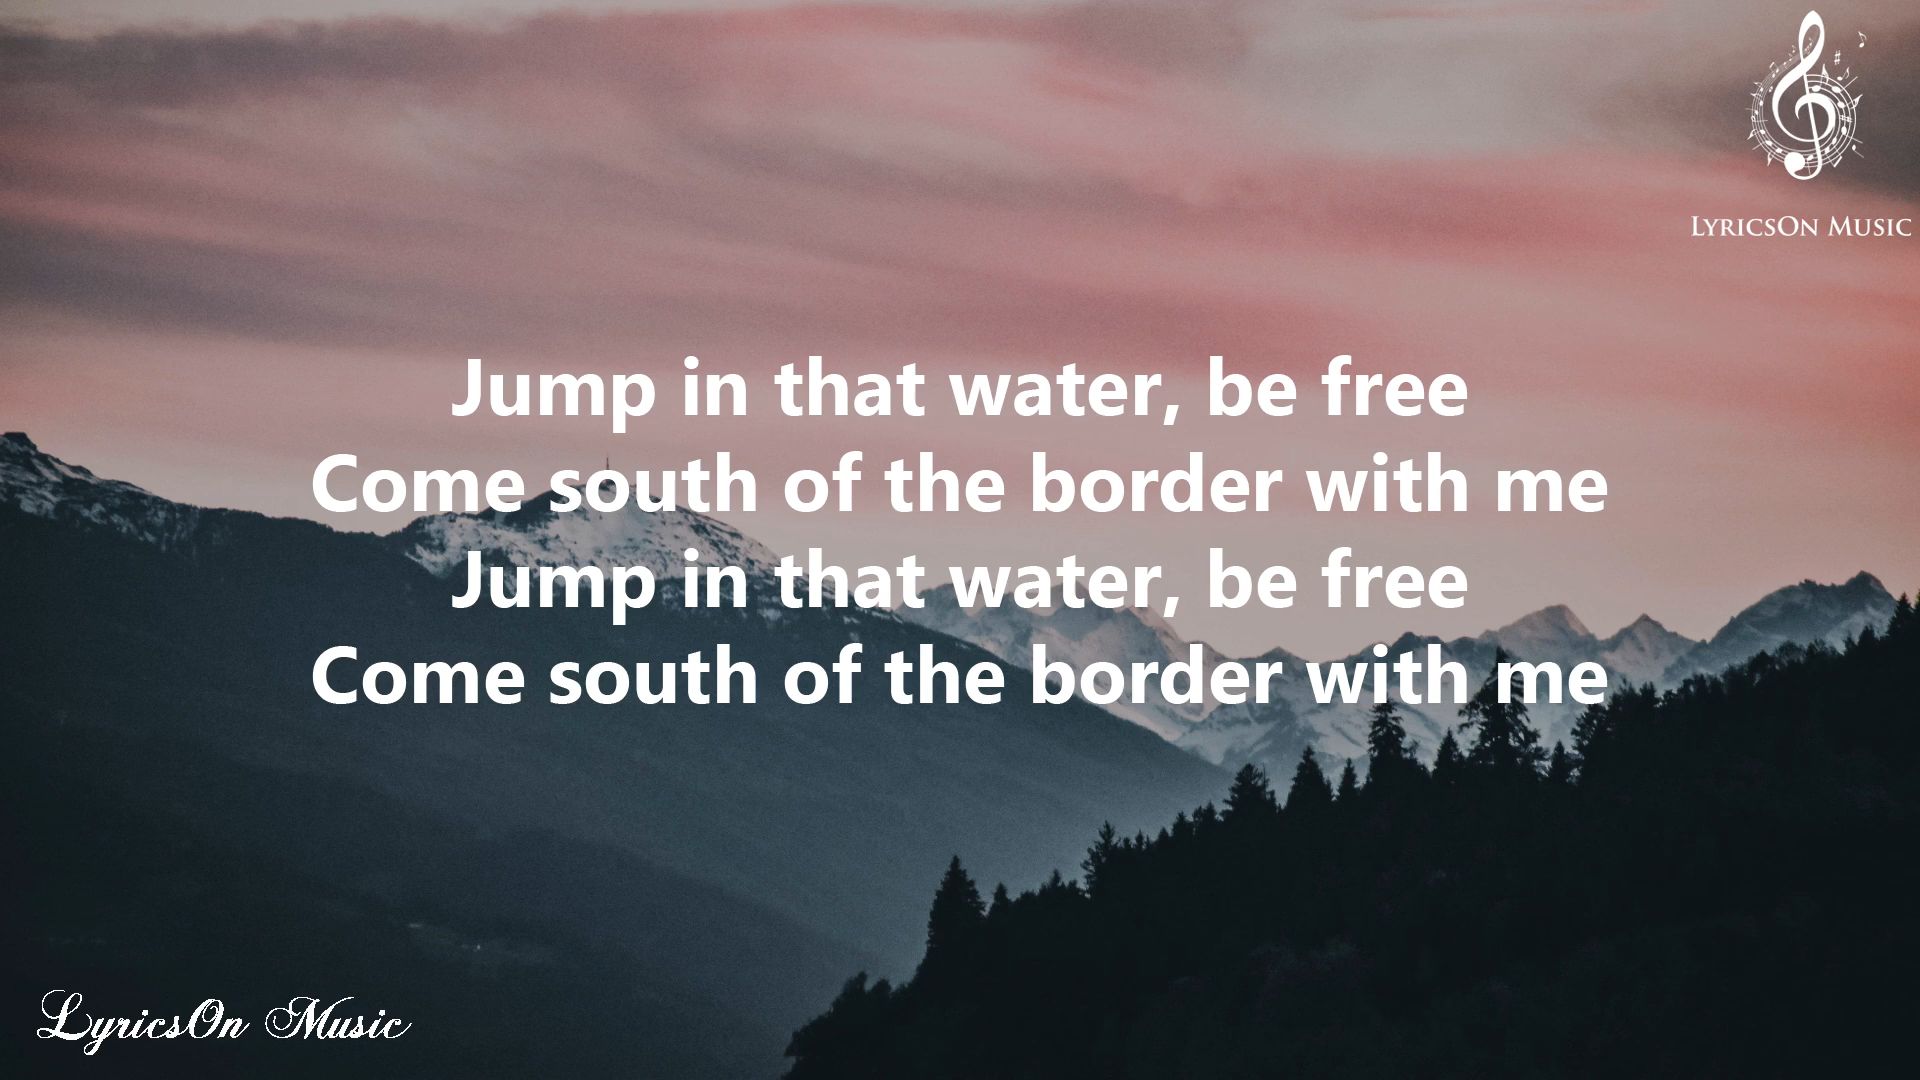 LyricsOn Music
Jump in that water, be free
Come south of the border with me
Jump in that water, be free
Come south of the border with me
LyricsOn Music